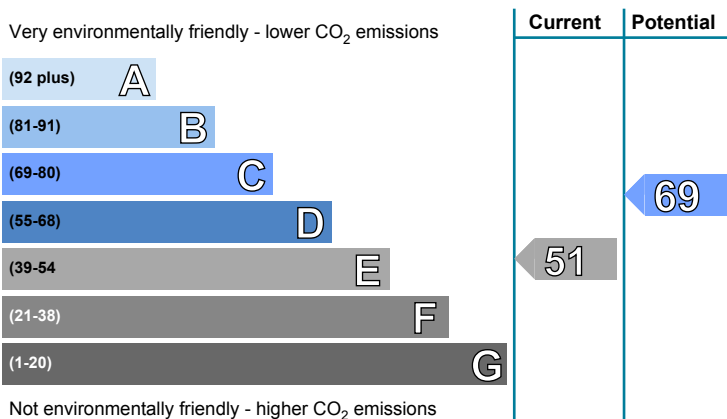 Current Potential
Very environmentally friendly - lower CO2 emissions
(92 plus) A
(81-91) B
(69-80) C
69
(55-68) D
(39-54 E
51
(21-38) F
(1-20) G
Not environmentally friendly - higher CO2 emissions